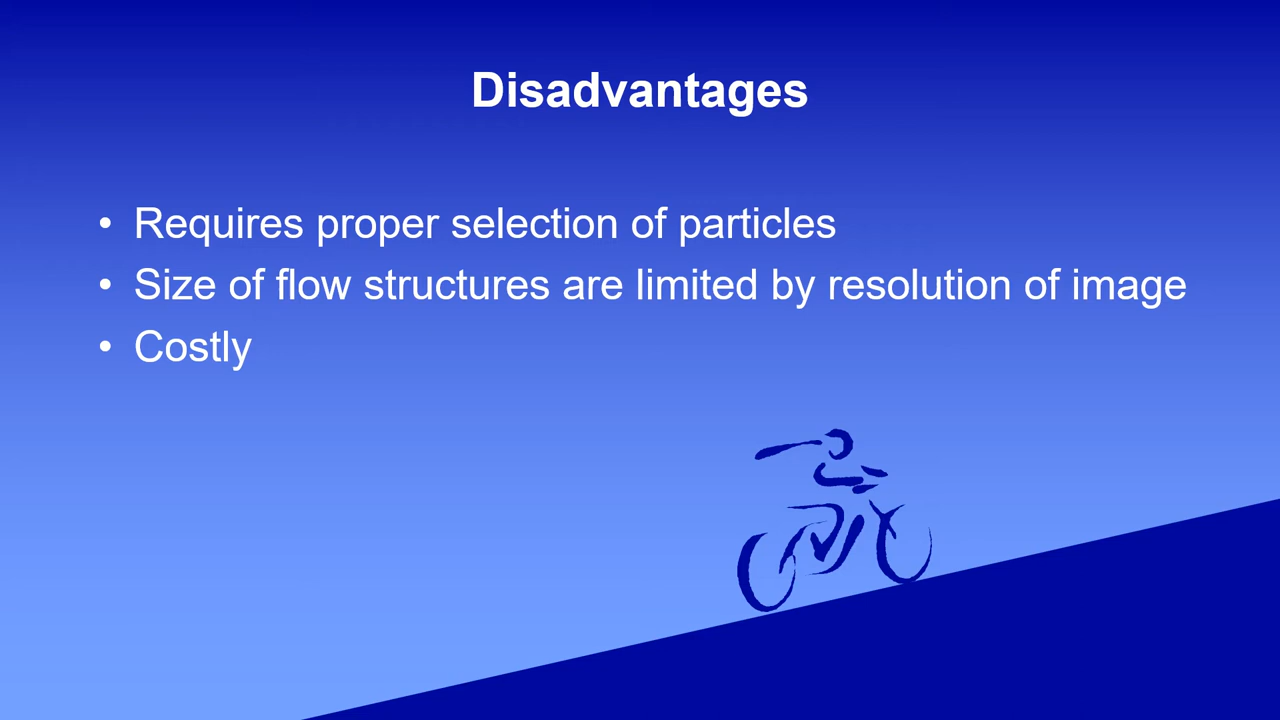 Disadvantages
• Requires proper selection of particles
• Size of flow structures are limited by resolution of image
• Costly